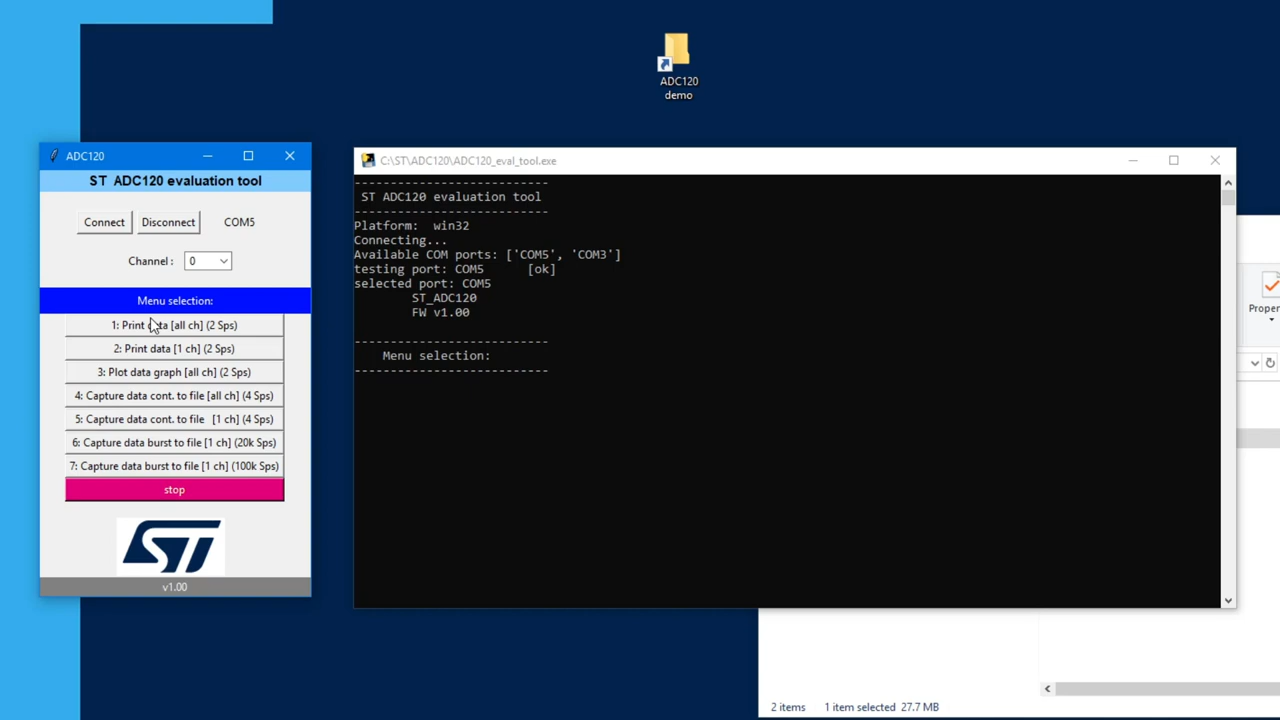 ADC120
demo
ADC120
ST ADC120 evaluation tool
Connect
Disconnect
COM5
Channel :
0
Menu selection:
1: Print data [all ch] (2 Sps)
2: Print data [1 ch] (2 Sps)
3: Plot data graph [all ch] (2 Sps)
4: Capture data cont. to file [all ch] (4 Sps)
5: Capture data cont. to file [1 ch] (4 Sps)
6: Capture data burst to file [1 ch] (20k Sps)
7: Capture data burst to file [1 ch] (100k Sps)
stop
ST
v1.00
C:\ST\ADC120\ADC120_eval_tool.exe
--------------------------
ST ADC120 evaluation tool
--------------------------
Platform: win32
Connecting...
Available COM ports: ['COM5', 'COM3']
testing port: COM5 [ok]
selected port: COM5
ST_ADC120
FW v1.00
--------------------------
Menu selection:
--------------------------
2 items
1 item selected 27.7 MB